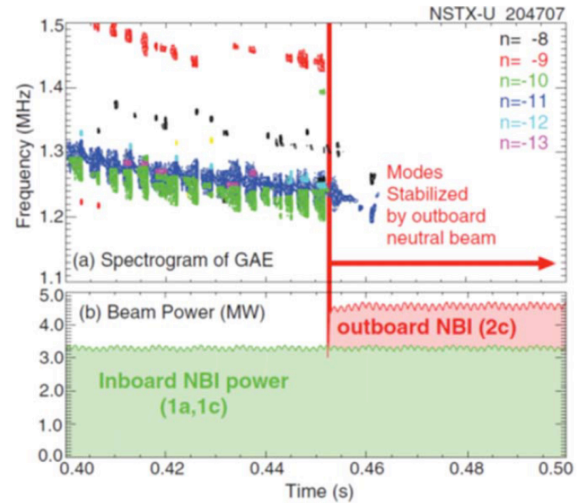 NSTX-U 204707
1.5
1.4
1.3
1.2
1.1
Frequency (MHz)
n= -8
n= -9
n=-10
n=-11
n=-12
n=-13
Modes
Stabilized
by outboard
neutral beam
(a) Spectrogram of GAE
5.0
4.0
3.0
2.0
1.0
0.0
(b) Beam Power (MW)
outboard NBI (2c)
Inboard NBI power
(1a,1c)
0.40
0.42
0.44
0.46
0.48
0.50
Time (s)